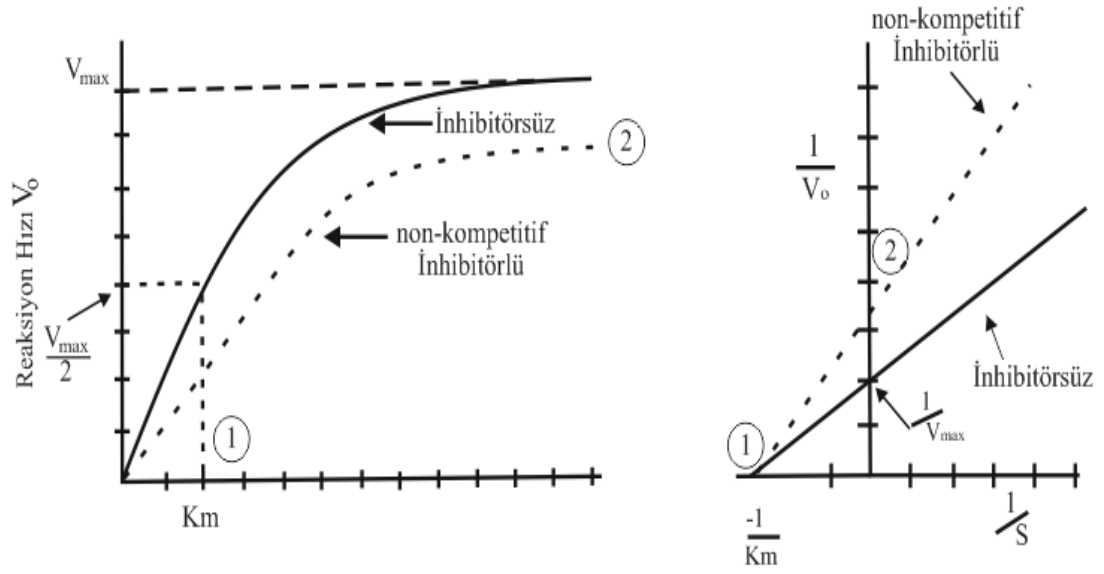 V max
Reaksiyon Hızı Vo
Vmax
2
İnhibitörsüz
2
non-kompetitif
İnhibitörlü
1
Km
non-kompetitif
İnhibitörlü
1
Vo
2
İnhibitörsüz
1
Vmax
1
-1
Km
1
S